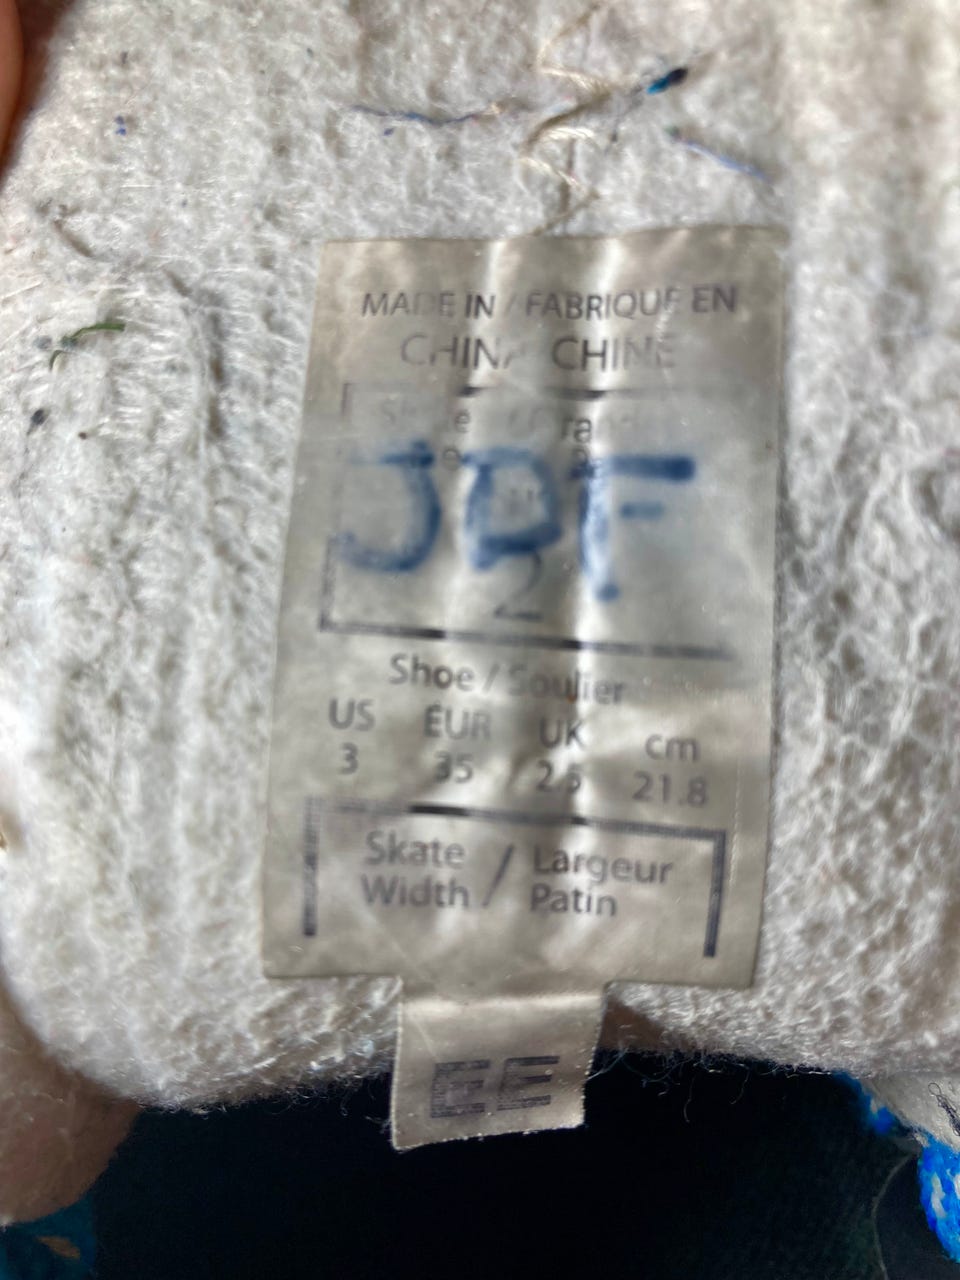 MADE IN / FABRIQUE EN
CHINA CHINE
JDF
2
Shoe / Soulier
US EUR UK cm
3 35 2.5 21.8
Skate Width / Largeur Patin
EE